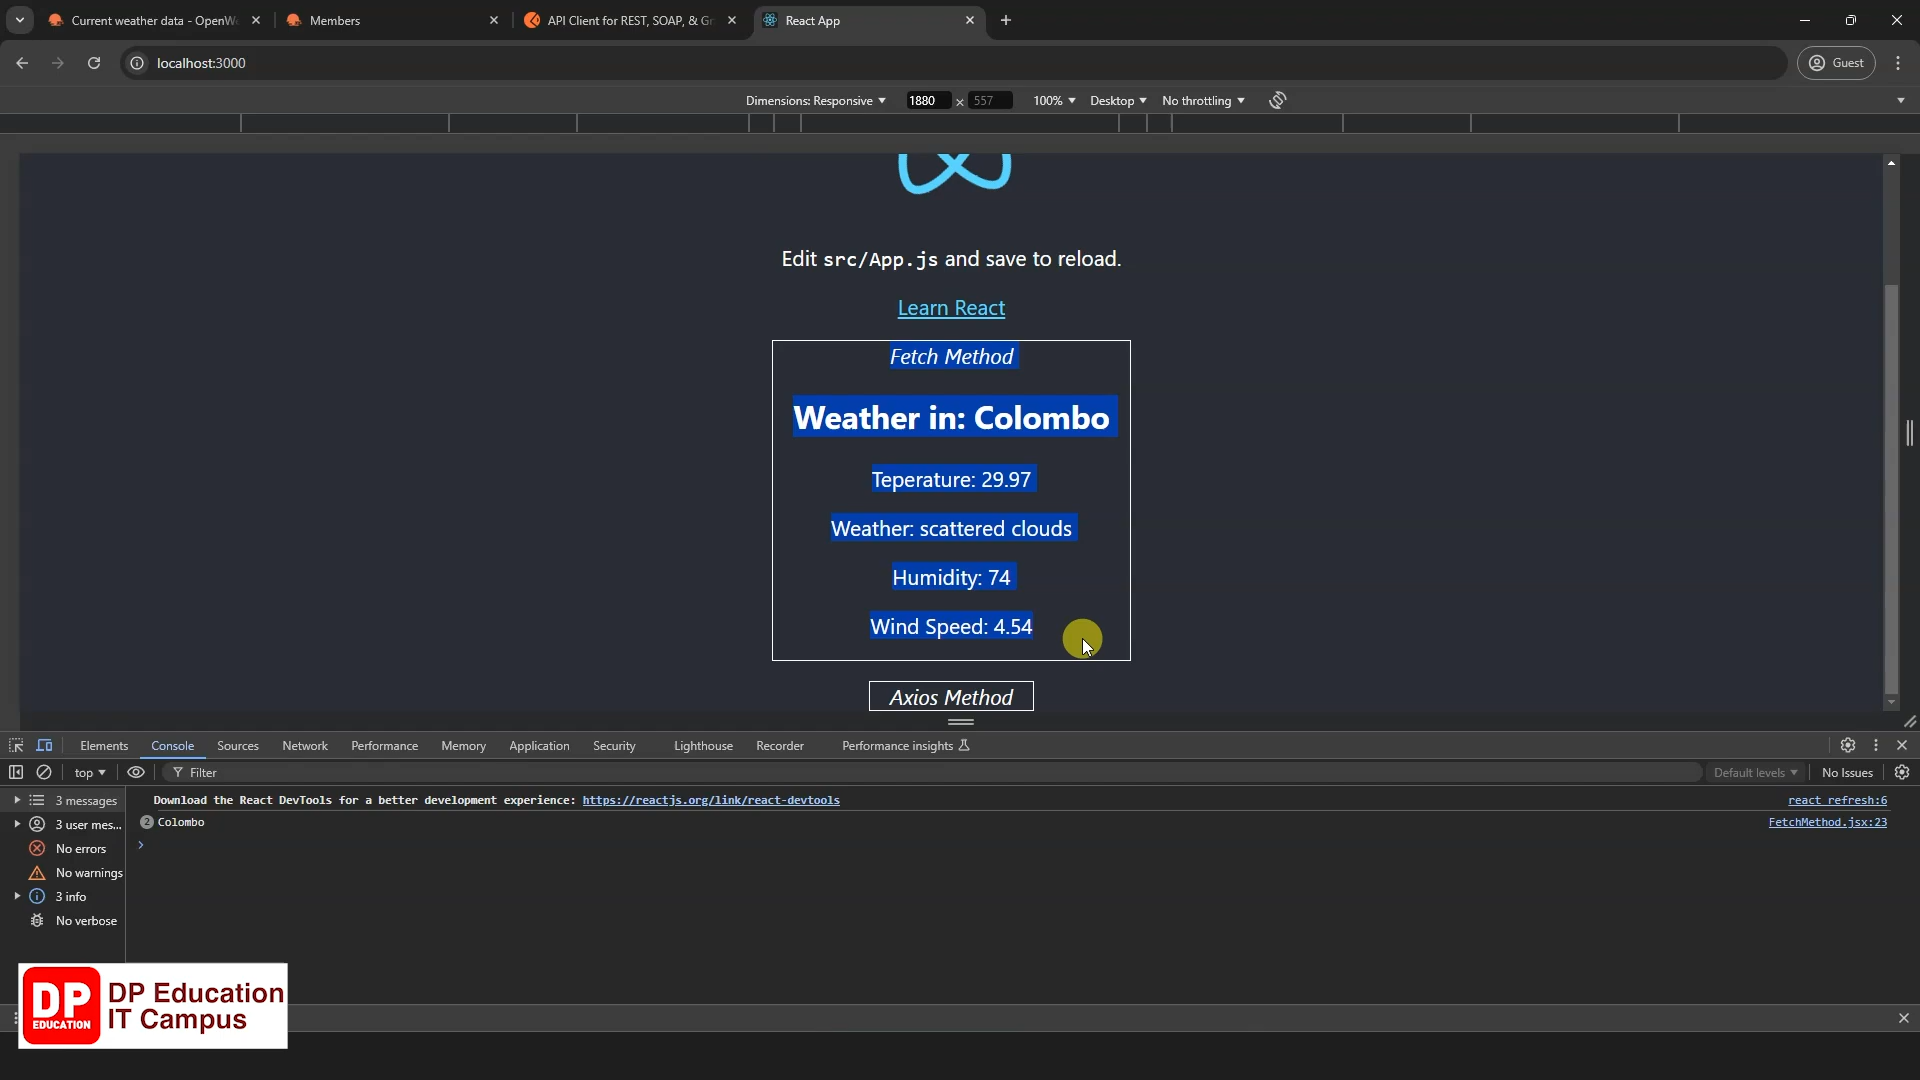 Current weather data - OpenWe
Members
API Client for REST, SOAP, & Gr
React App
localhost:3000
Guest
Dimensions: Responsive
1880 × 557
100%
Desktop
No throttling
Edit src/App.js and save to reload.
Learn React
Fetch Method
Weather in: Colombo
Teperature: 29.97
Weather: scattered clouds
Humidity: 74
Wind Speed: 4.54
Axios Method
Elements
Console
Sources
Network
Performance
Memory
Application
Security
Lighthouse
Recorder
Performance insights
top
Filter
Default levels
No Issues
3 messages
3 user mes...
No errors
No warnings
3 info
No verbose
Download the React DevTools for a better development experience: https://reactjs.org/link/react-devtools
react refresh:6
2 Colombo
FetchMethod.jsx:23
DP
EDUCATION
DP Education
IT Campus